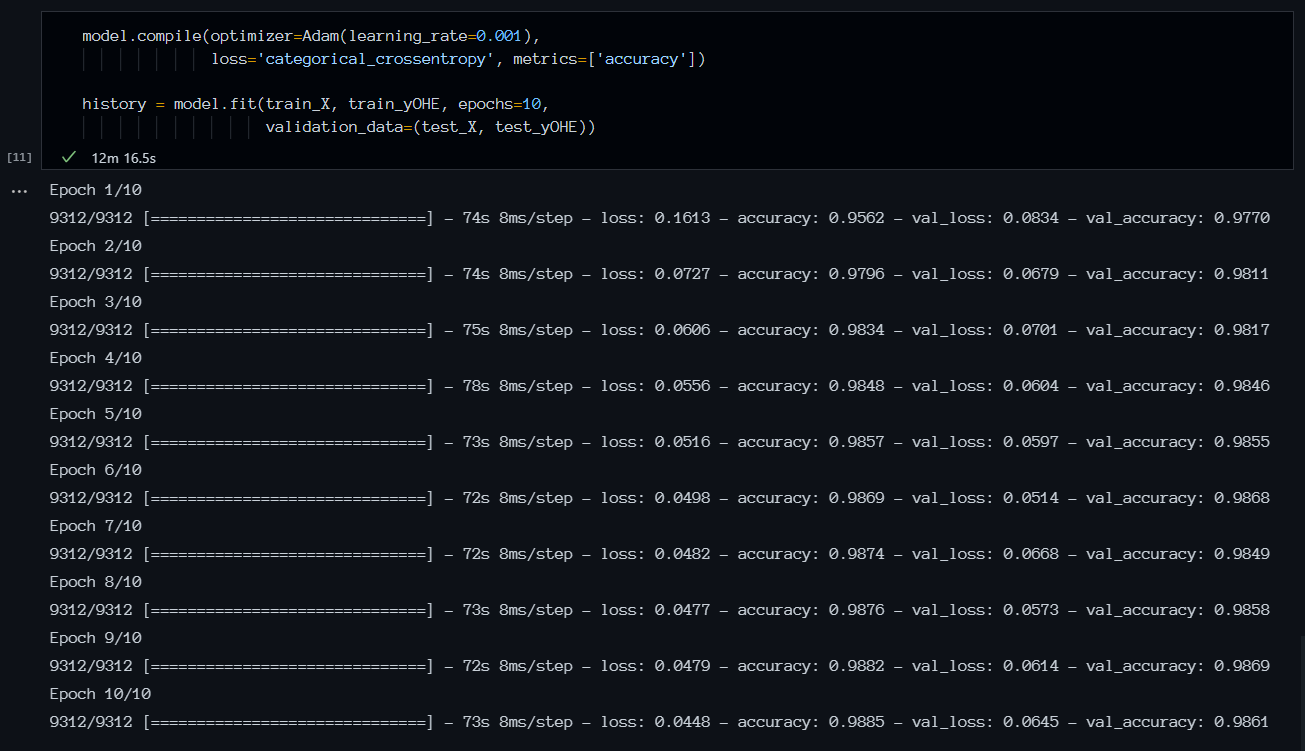 model.compile(optimizer=Adam(learning_rate=0.001),
loss='categorical_crossentropy', metrics=['accuracy'])
history = model.fit(train_X, train_yOHE, epochs=10,
validation_data=(test_X, test_yOHE))
[11] ✓ 12m 16.5s
... Epoch 1/10
9312/9312 [==============================] - 74s 8ms/step - loss: 0.1613 - accuracy: 0.9562 - val_loss: 0.0834 - val_accuracy: 0.9770
Epoch 2/10
9312/9312 [==============================] - 74s 8ms/step - loss: 0.0727 - accuracy: 0.9796 - val_loss: 0.0679 - val_accuracy: 0.9811
Epoch 3/10
9312/9312 [==============================] - 75s 8ms/step - loss: 0.0606 - accuracy: 0.9834 - val_loss: 0.0701 - val_accuracy: 0.9817
Epoch 4/10
9312/9312 [==============================] - 78s 8ms/step - loss: 0.0556 - accuracy: 0.9848 - val_loss: 0.0604 - val_accuracy: 0.9846
Epoch 5/10
9312/9312 [==============================] - 73s 8ms/step - loss: 0.0516 - accuracy: 0.9857 - val_loss: 0.0597 - val_accuracy: 0.9855
Epoch 6/10
9312/9312 [==============================] - 72s 8ms/step - loss: 0.0498 - accuracy: 0.9869 - val_loss: 0.0514 - val_accuracy: 0.9868
Epoch 7/10
9312/9312 [==============================] - 72s 8ms/step - loss: 0.0482 - accuracy: 0.9874 - val_loss: 0.0668 - val_accuracy: 0.9849
Epoch 8/10
9312/9312 [==============================] - 73s 8ms/step - loss: 0.0477 - accuracy: 0.9876 - val_loss: 0.0573 - val_accuracy: 0.9858
Epoch 9/10
9312/9312 [==============================] - 72s 8ms/step - loss: 0.0479 - accuracy: 0.9882 - val_loss: 0.0614 - val_accuracy: 0.9869
Epoch 10/10
9312/9312 [==============================] - 73s 8ms/step - loss: 0.0448 - accuracy: 0.9885 - val_loss: 0.0645 - val_accuracy: 0.9861